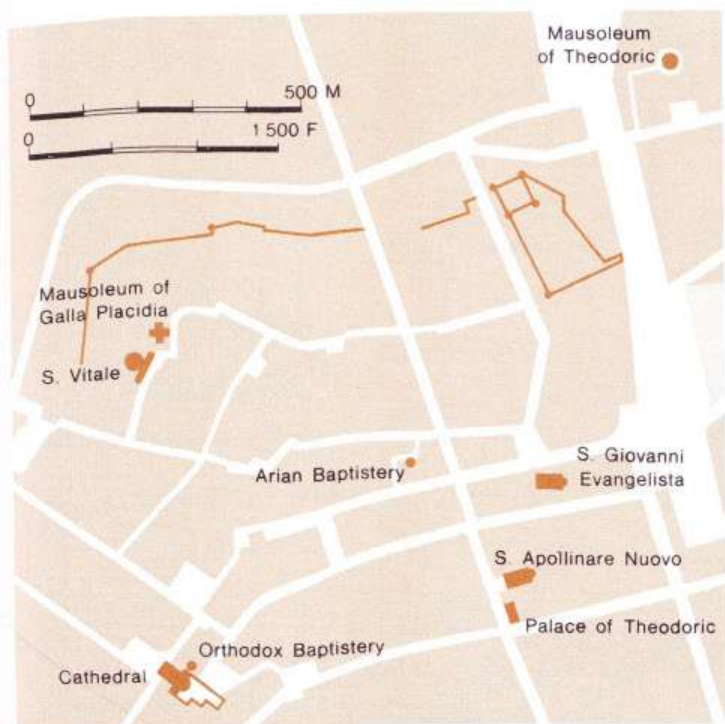 Mausoleum
of Theodoric
0 500 M
0 1 500 F
Mausoleum of
Galla Placidia
S. Vitale
Arian Baptistery
S. Giovanni
Evangelista
S. Apollinare Nuovo
Palace of Theodoric
Orthodox Baptistery
Cathedral